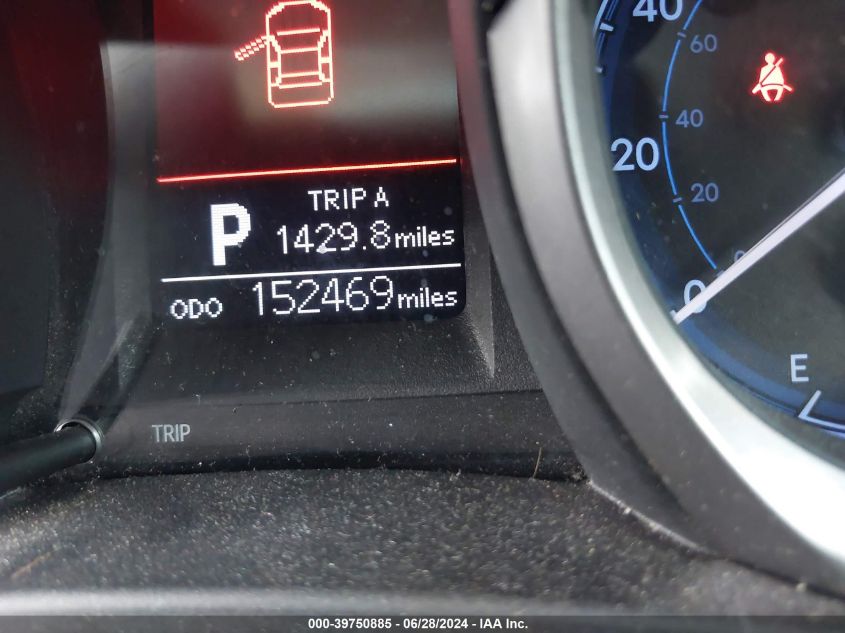 40
60
40
20
20
0
0
P
TRIP A
1429.8 miles
ODO 152469 miles
E
TRIP
000-39750885 - 06/28/2024 - IAA Inc.